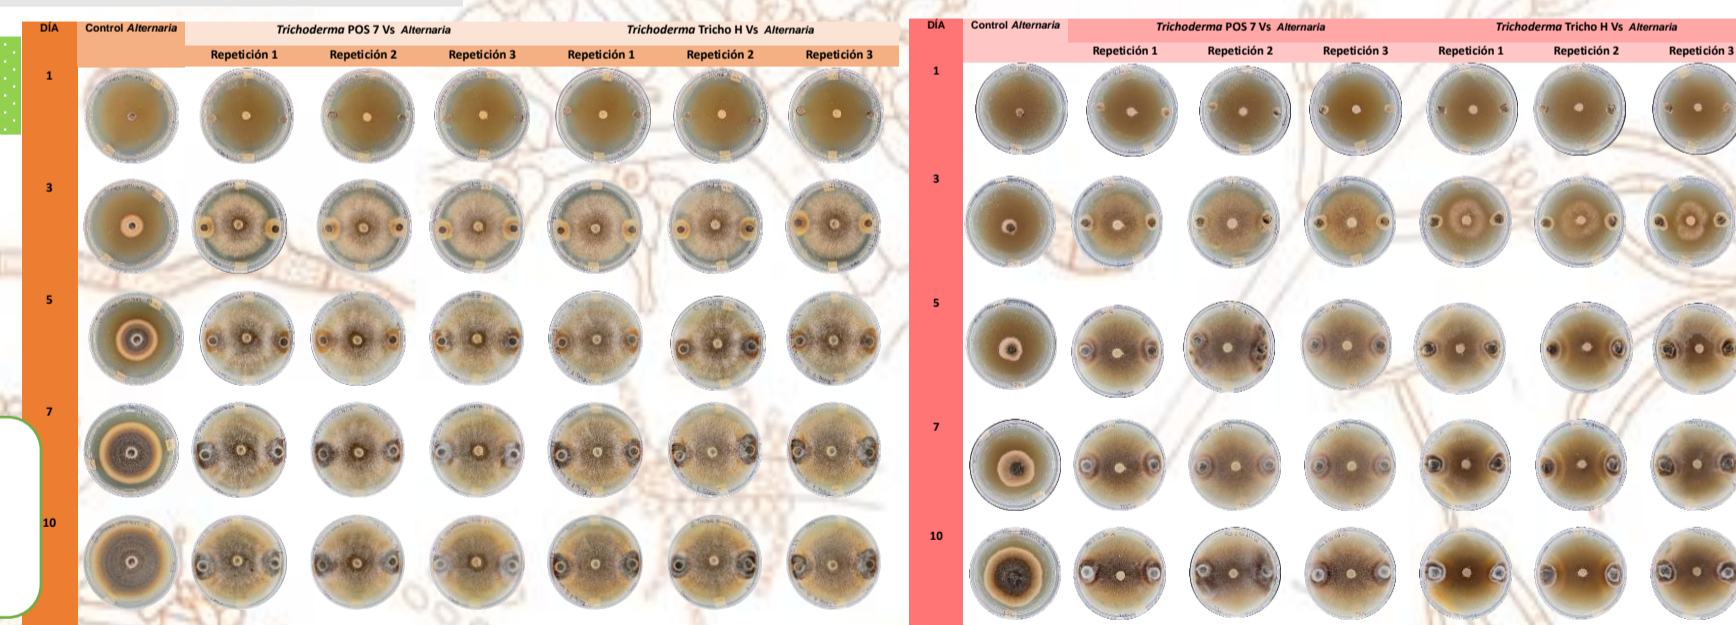 DÍA Control Alternaria Trichoderma POS 7 Vs Alternaria Trichoderma Tricho H Vs Alternaria
Repetición 1 Repetición 2 Repetición 3 Repetición 1 Repetición 2 Repetición 3
1
3
5
7
10
DÍA Control Alternaria Trichoderma POS 7 Vs Alternaria Trichoderma Tricho H Vs Alternaria
Repetición 1 Repetición 2 Repetición 3 Repetición 1 Repetición 2 Repetición 3
1
3
5
7
10